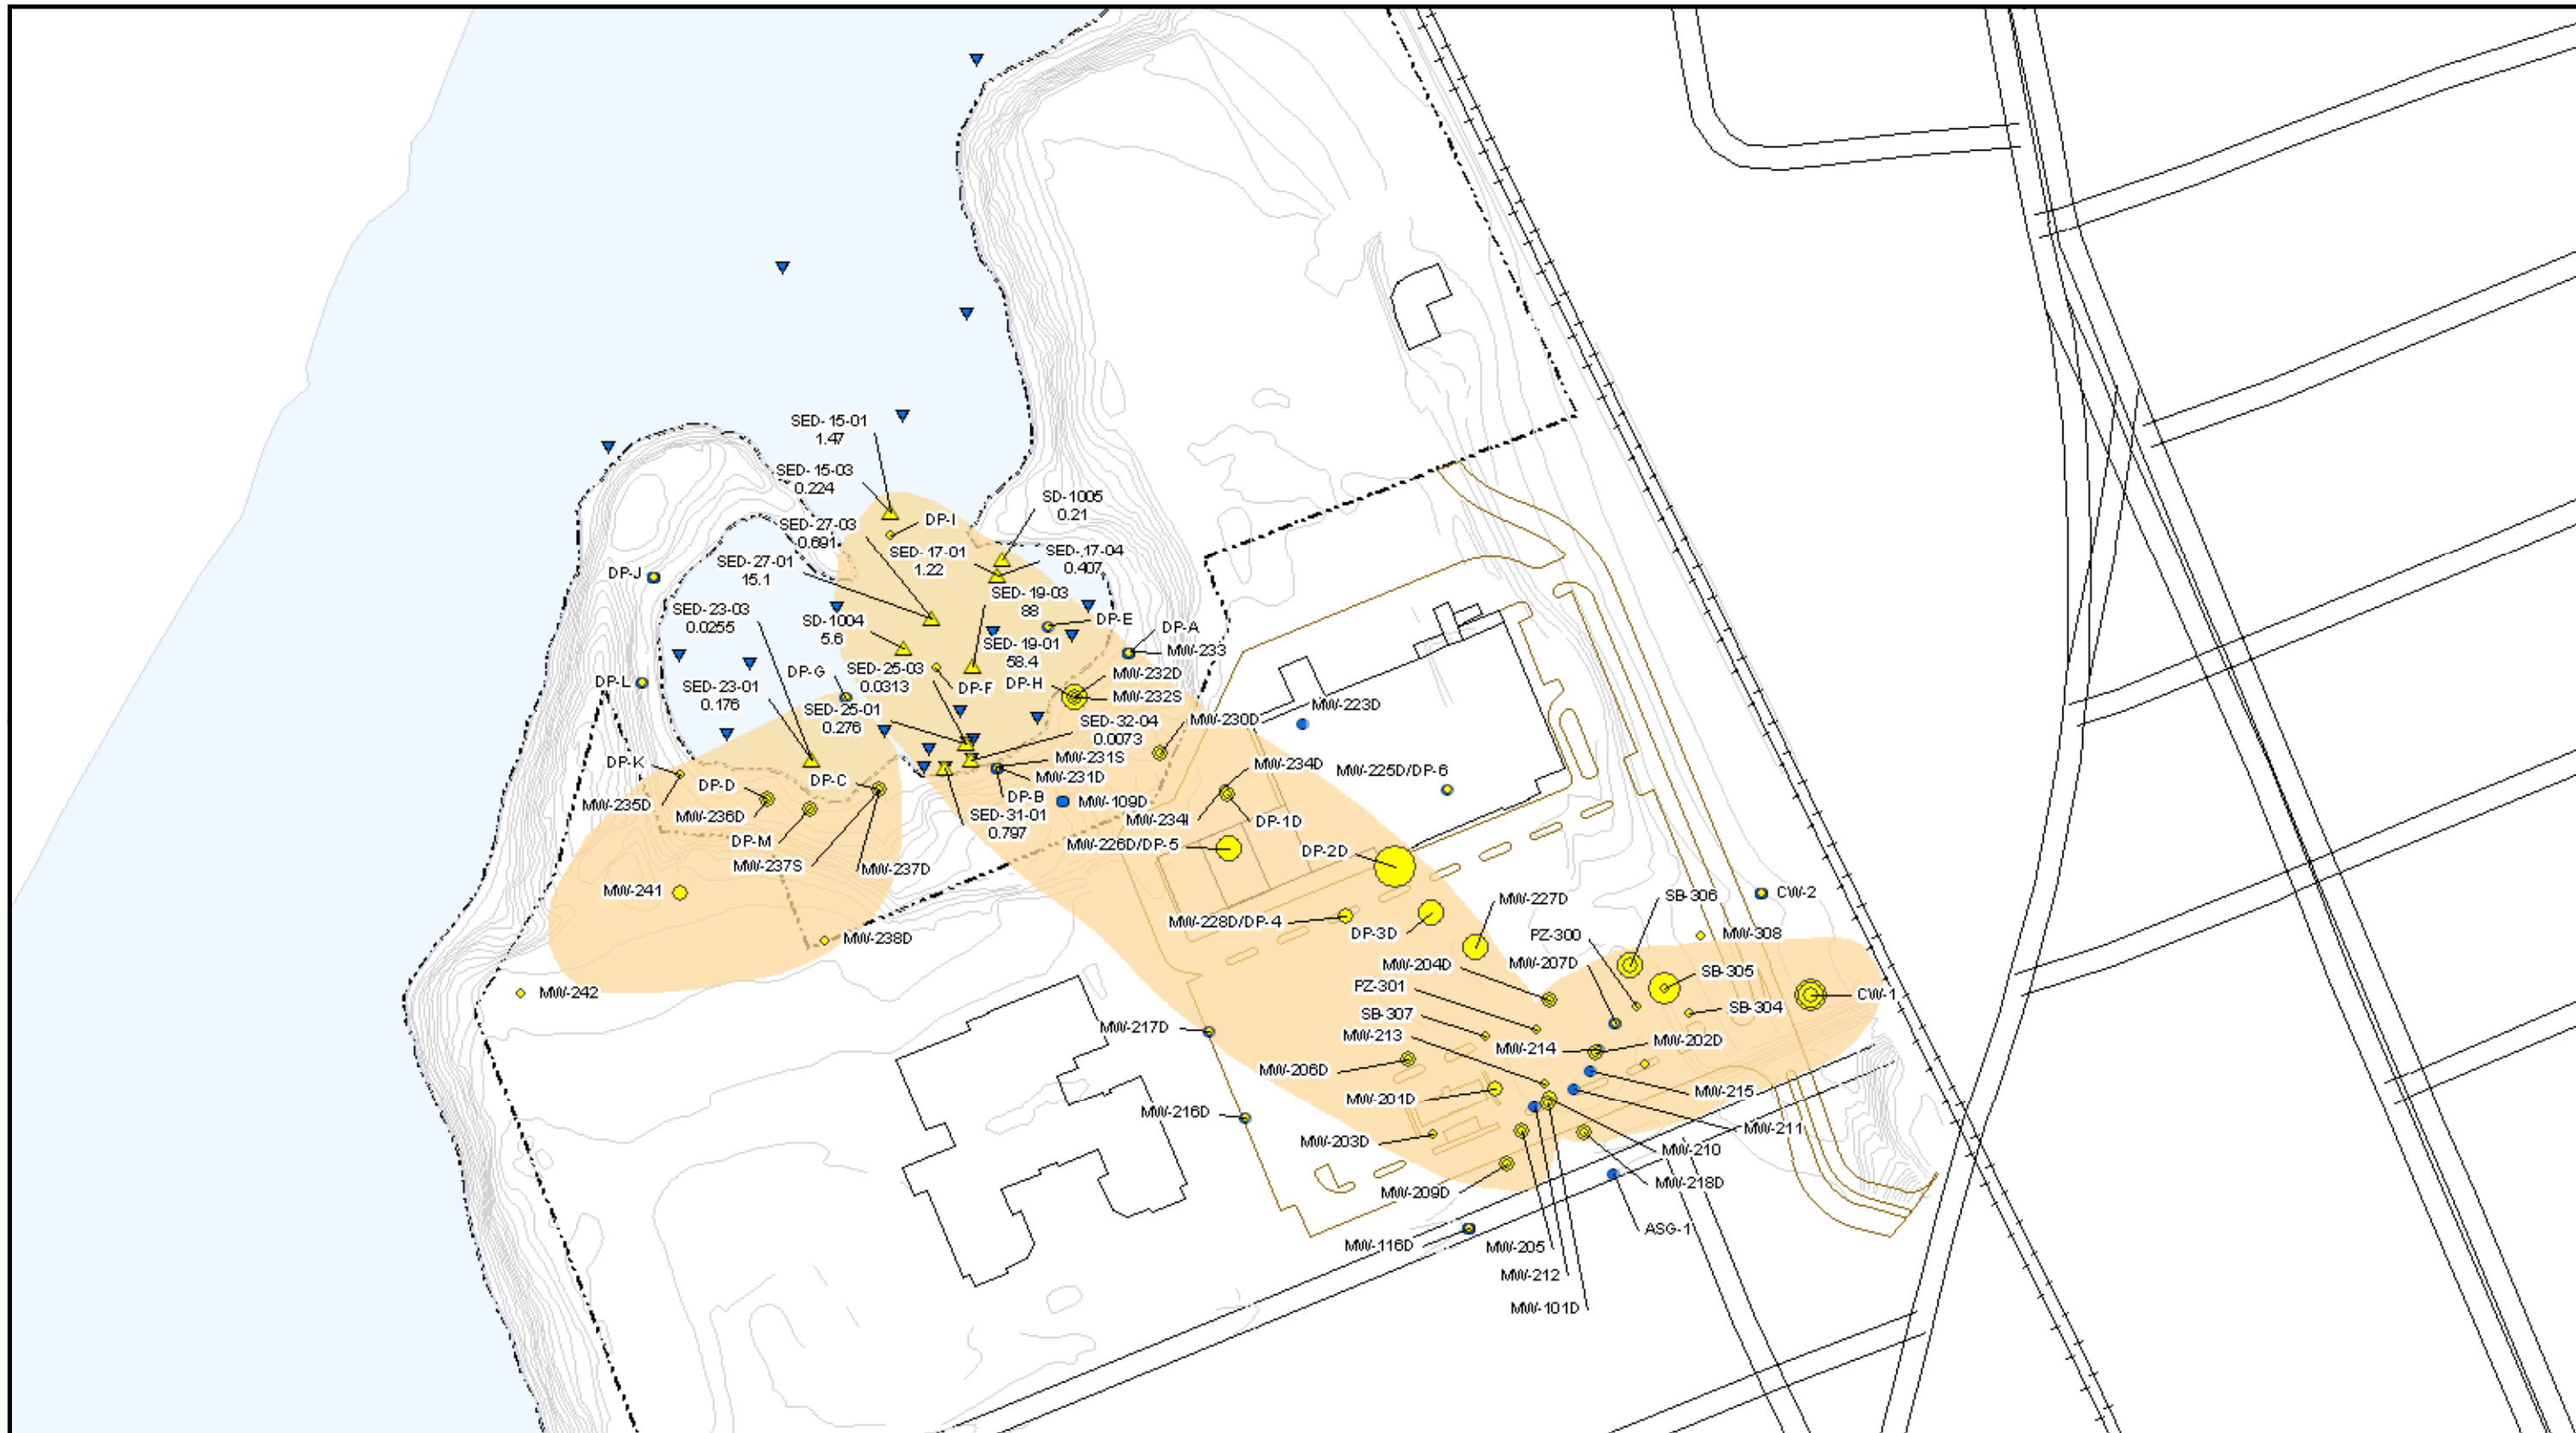 SED-15-01
1.47
SED-15-03
0.224
SD-1005
0.21
SED-27-03
0.691
DP-I
SED-17-01
1.22
SED-17-04
0.407
SED-27-01
15.1
DP-J
SED-19-03
88
SED-23-03
0.0255
SD-1004
5.6
DP-E
DP-A
MW-233
SED-19-01
58.4
DP-G
SED-25-03
0.0313
DP-F
DP-H
MW-232D
MW-232S
DP-L
SED-23-01
0.176
SED-25-01
0.276
SED-32-04
0.0073
MW-230D
MW-223D
MW-231S
MW-231D
DP-B
MW-109D
SED-31-01
0.797
DP-K
MW-235D
DP-D
MW-236D
DP-C
DP-M
MW-237S
MW-237D
MW-234D
MW-234I
DP-1D
MW-225D/DP-6
MW-226D/DP-5
DP-2D
MW-241
MW-238D
MW-242
MW-228D/DP-4
DP-3D
MW-227D
SB-306
CW-2
PZ-300
MW-308
MW-204D
MW-207D
SB-305
PZ-301
CW-1
SB-307
SB-304
MW-213
MW-217D
MW-214
MW-202D
MW-206D
MW-201D
MW-215
MW-216D
MW-211
MW-203D
MW-210
MW-209D
MW-218D
ASG-1
MW-116D
MW-205
MW-212
MW-101D